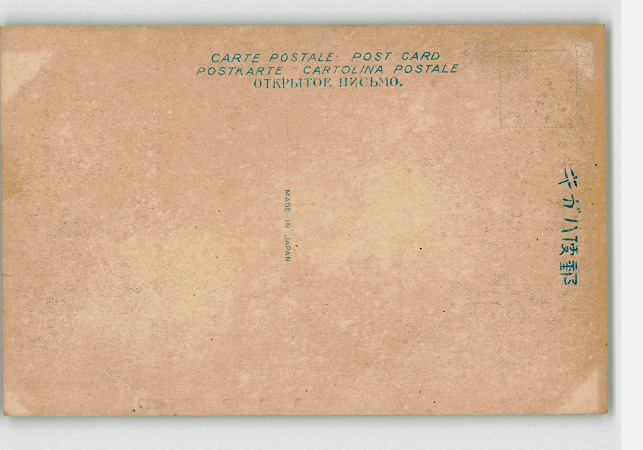 CARTE POSTALE· POST CARD
POSTKARTE CARTOLINA POSTALE
ОТКРЫТОЕ ПИСЬМО.
MADE IN JAPAN
キガハ便郵